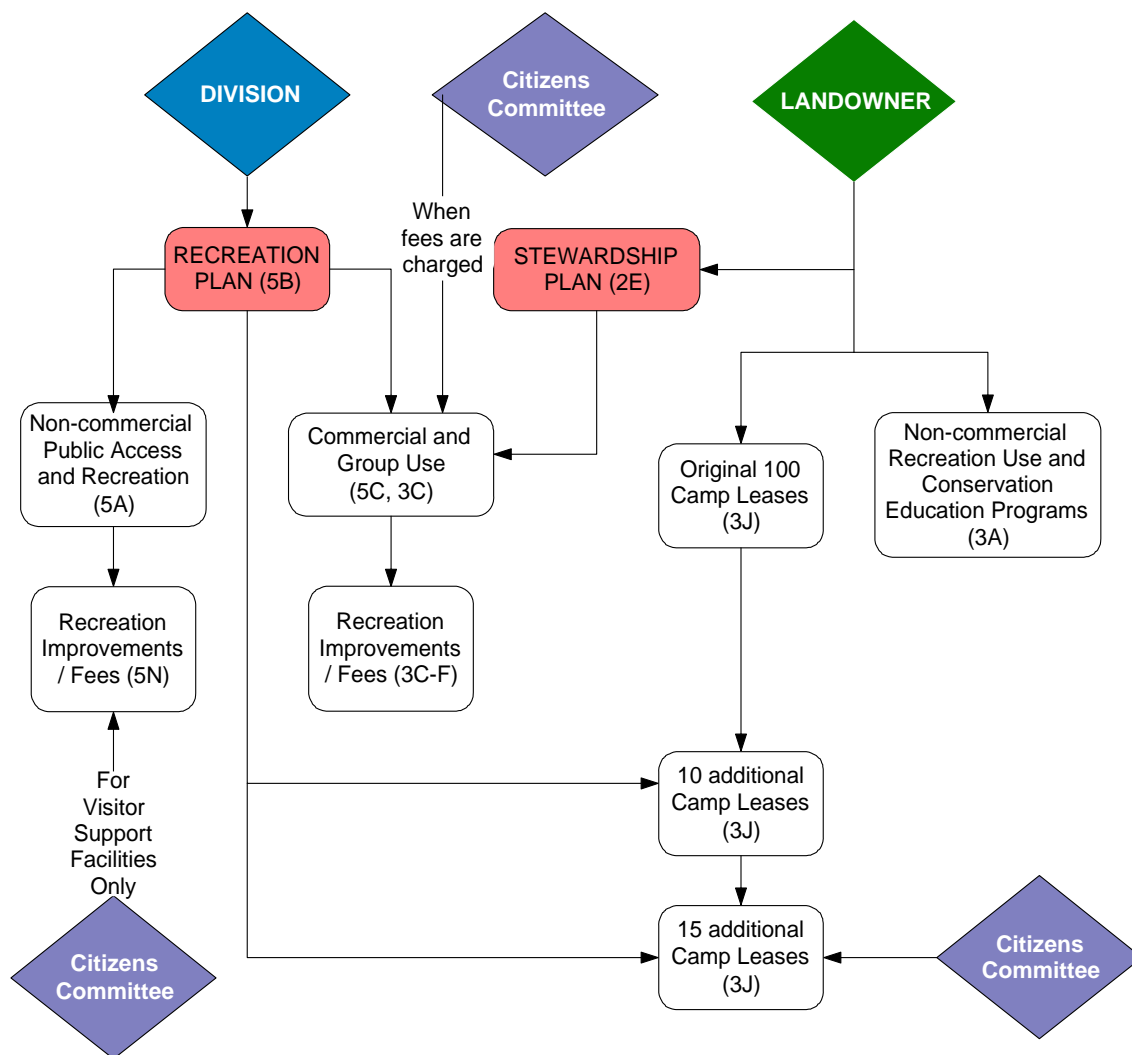 DIVISION
Citizens
Committee
LANDOWNER
When
fees are
charged
RECREATION
PLAN (5B)
STEWARDSHIP
PLAN (2E)
Non-commercial
Public Access
and Recreation
(5A)
Commercial and
Group Use
(5C, 3C)
Original 100
Camp Leases
(3J)
Non-commercial
Recreation Use and
Conservation
Education Programs
(3A)
Recreation
Improvements
/ Fees (5N)
Recreation
Improvements
/ Fees (3C-F)
For
Visitor
Support
Facilities
Only
10 additional
Camp Leases
(3J)
15 additional
Camp Leases
(3J)
Citizens
Committee
Citizens
Committee